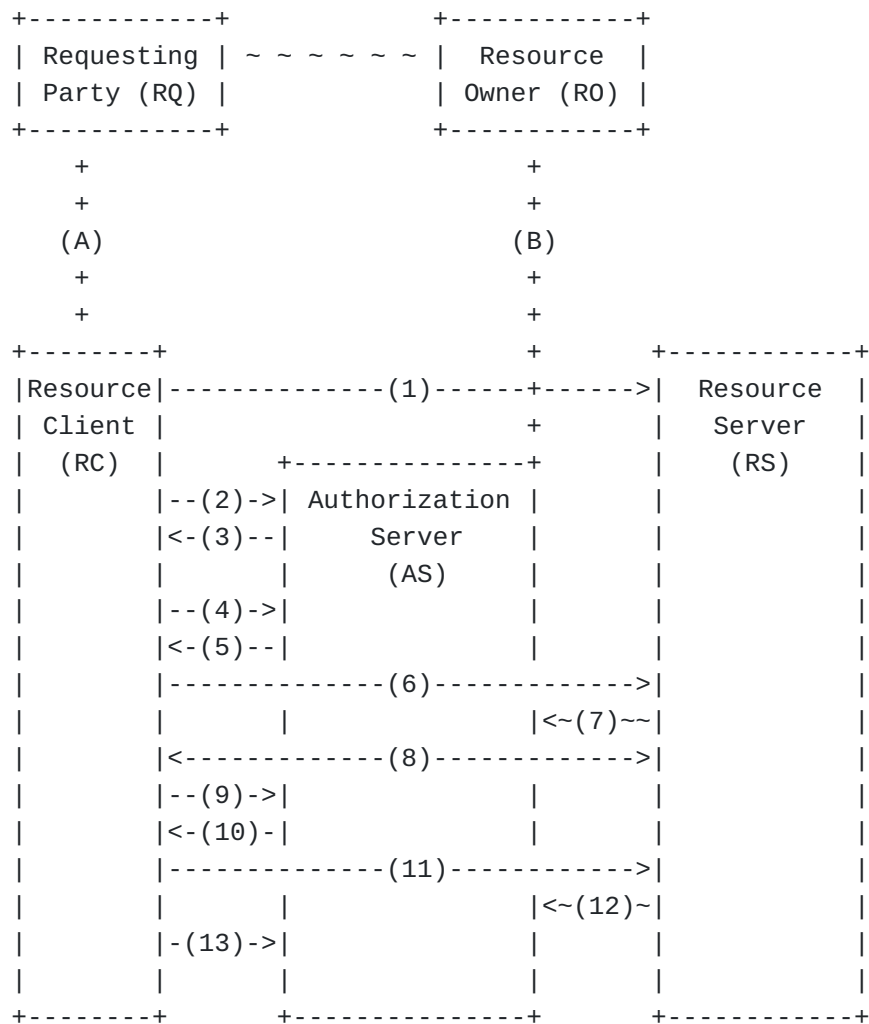 +------------+             +------------+
| Requesting | ~ ~ ~ ~ ~ ~ |  Resource  |
| Party (RQ) |             | Owner (RO) |
+------------+             +------------+
    +                            +
    +                            +
   (A)                          (B)
    +                            +
    +                            +
+--------+                       +       +------------+
|Resource|--------------(1)------+------>|  Resource  |
| Client |                       +       |   Server   |
|  (RC)  |       +---------------+       |    (RS)    |
|        |--(2)->| Authorization |       |            |
|        |<-(3)--|     Server    |       |            |
|        |       |      (AS)     |       |            |
|        |--(4)->|               |       |            |
|        |<-(5)--|               |       |            |
|        |--------------(6)------------->|            |
|        |       |               |<~(7)~~|            |
|        |<-------------(8)------------->|            |
|        |--(9)->|               |       |            |
|        |<-(10)-|               |       |            |
|        |--------------(11)------------>|            |
|        |       |               |<~(12)~|            |
|        |-(13)->|               |       |            |
|        |       |               |       |            |
+--------+       +---------------+       +------------+